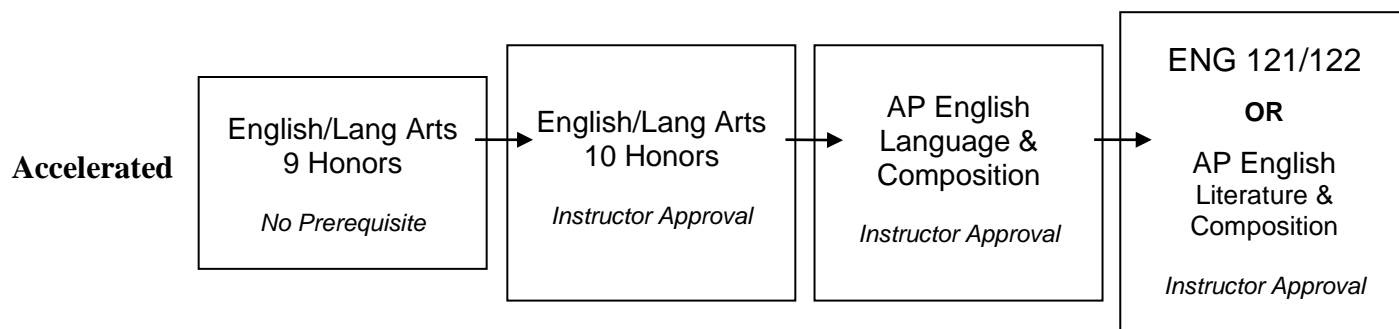 Accelerated
English/Lang Arts
9 Honors
No Prerequisite
English/Lang Arts
10 Honors
Instructor Approval
AP English
Language &
Composition
Instructor Approval
ENG 121/122
OR
AP English
Literature &
Composition
Instructor Approval